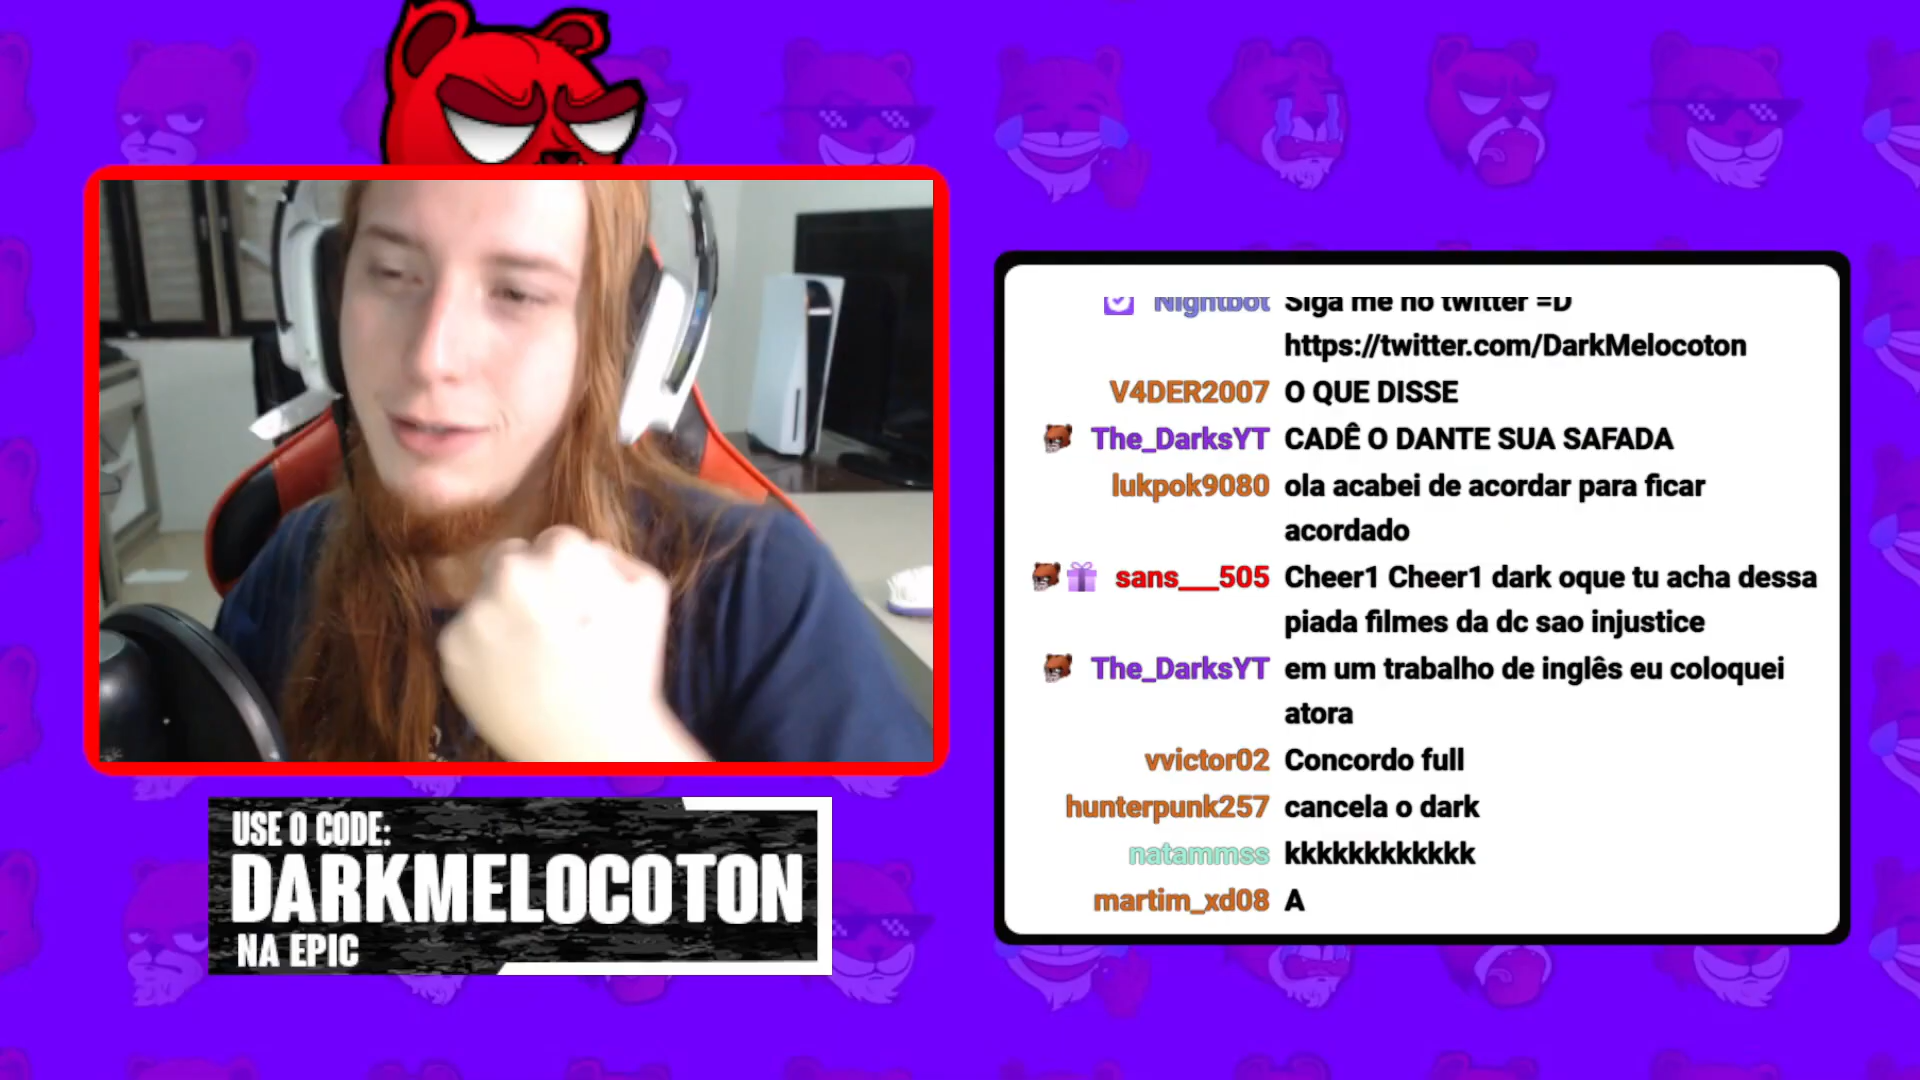 Nightbot Siga me no twitter =D
https://twitter.com/DarkMelocoton
V4DER2007 O QUE DISSE
The_DarksYT CADÊ O DANTE SUA SAFADA
lukpok9080 ola acabei de acordar para ficar
acordado
sans___505 Cheer1 Cheer1 dark oque tu acha dessa
piada filmes da dc sao injustice
The_DarksYT em um trabalho de inglês eu coloquei
atora
vvictor02 Concordo full
hunterpunk257 cancela o dark
natammss kkkkkkkkkkkk
martim_xd08 A
USE O CODE:
DARKMELOCOTON
NA EPIC